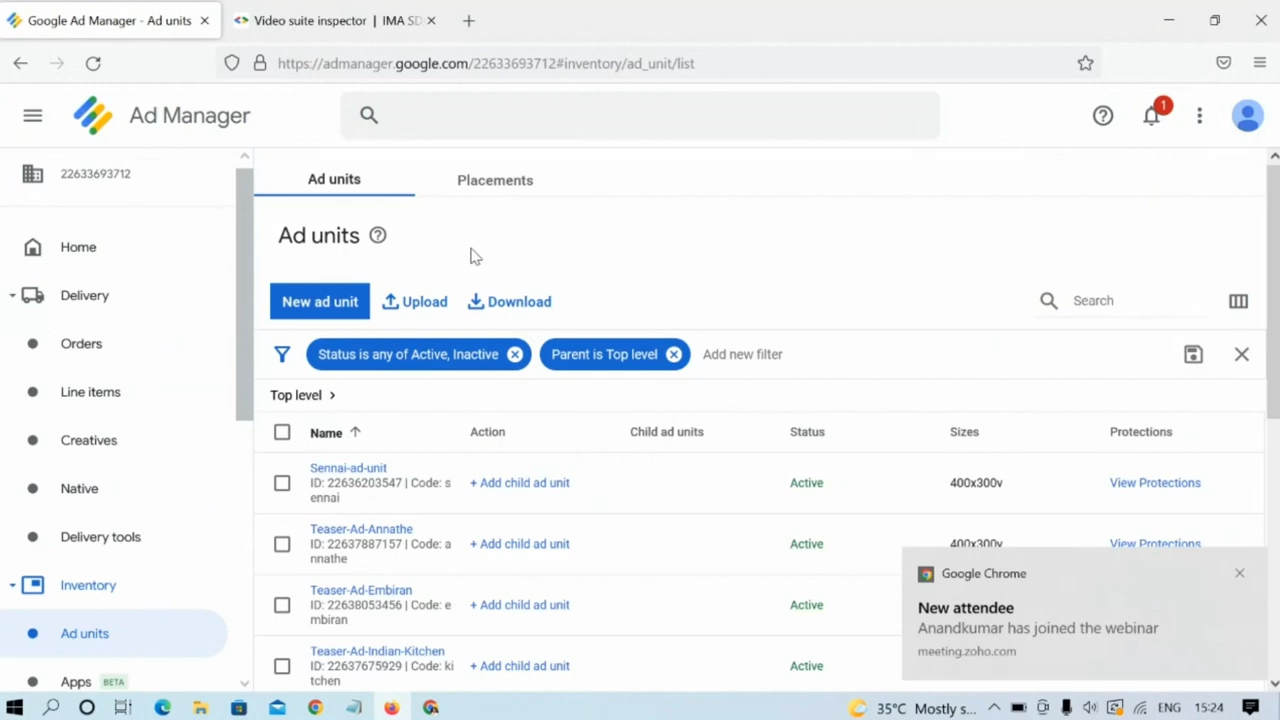 Google Ad Manager - Ad units
Video suite inspector | IMA SD
https://admanager.google.com/22633693712#inventory/ad_unit/list
Ad Manager
1
22633693712
Home
Delivery
Orders
Line items
Creatives
Native
Delivery tools
Inventory
Ad units
Apps BETA
Ad units Placements
Ad units
New ad unit Upload Download Search
Status is any of Active, Inactive Parent is Top level Add new filter
Top level
Name Action Child ad units Status Sizes Protections
Sennai-ad-unit
ID: 22636203547 | Code: s + Add child ad unit Active 400x300v View Protections
ennai
Teaser-Ad-Annathe
ID: 22637887157 | Code: a + Add child ad unit Active 400x300v View Protections
nnathe
Teaser-Ad-Embiran
ID: 22638053456 | Code: e + Add child ad unit Active
mbiran
Teaser-Ad-Indian-Kitchen
ID: 22637675929 | Code: ki + Add child ad unit Active
tchen
Google Chrome
New attendee
Anandkumar has joined the webinar
meeting.zoho.com
35°C Mostly s... ENG 15:24